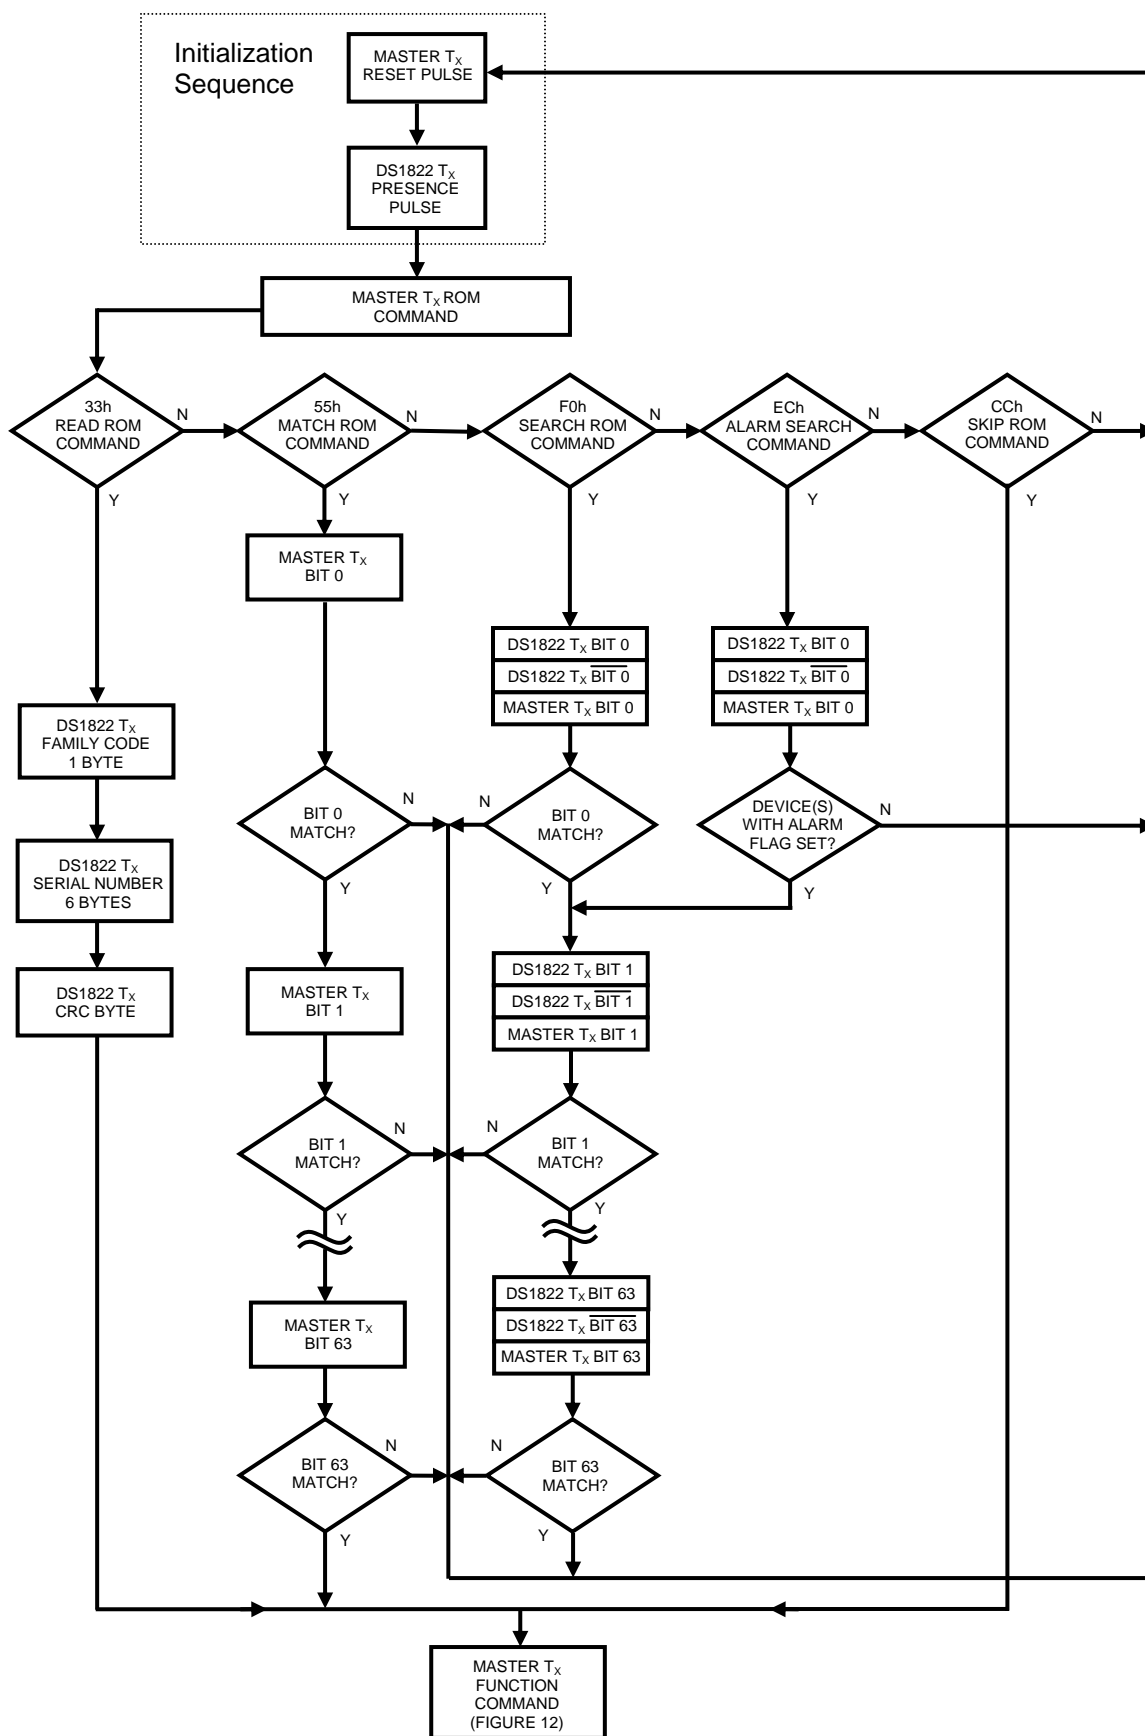 Initialization
Sequence
MASTER TX
RESET PULSE
DS1822 TX
PRESENCE
PULSE
MASTER TX ROM
COMMAND
33h
READ ROM
COMMAND
N
Y
55h
MATCH ROM
COMMAND
N
Y
F0h
SEARCH ROM
COMMAND
N
Y
ECh
ALARM SEARCH
COMMAND
N
Y
CCh
SKIP ROM
COMMAND
N
Y
MASTER TX
BIT 0
DS1822 TX BIT 0
DS1822 TX BIT 0
MASTER TX BIT 0
DS1822 TX BIT 0
DS1822 TX BIT 0
MASTER TX BIT 0
DS1822 TX
FAMILY CODE
1 BYTE
DS1822 TX
SERIAL NUMBER
6 BYTES
DS1822 TX
CRC BYTE
BIT 0
MATCH?
N
Y
BIT 0
MATCH?
N
Y
DEVICE(S)
WITH ALARM
FLAG SET?
N
Y
MASTER TX
BIT 1
DS1822 TX BIT 1
DS1822 TX BIT 1
MASTER TX BIT 1
BIT 1
MATCH?
N
Y
BIT 1
MATCH?
N
Y
MASTER TX
BIT 63
DS1822 TX BIT 63
DS1822 TX BIT 63
MASTER TX BIT 63
BIT 63
MATCH?
N
Y
BIT 63
MATCH?
N
Y
MASTER TX
FUNCTION
COMMAND
(FIGURE 12)